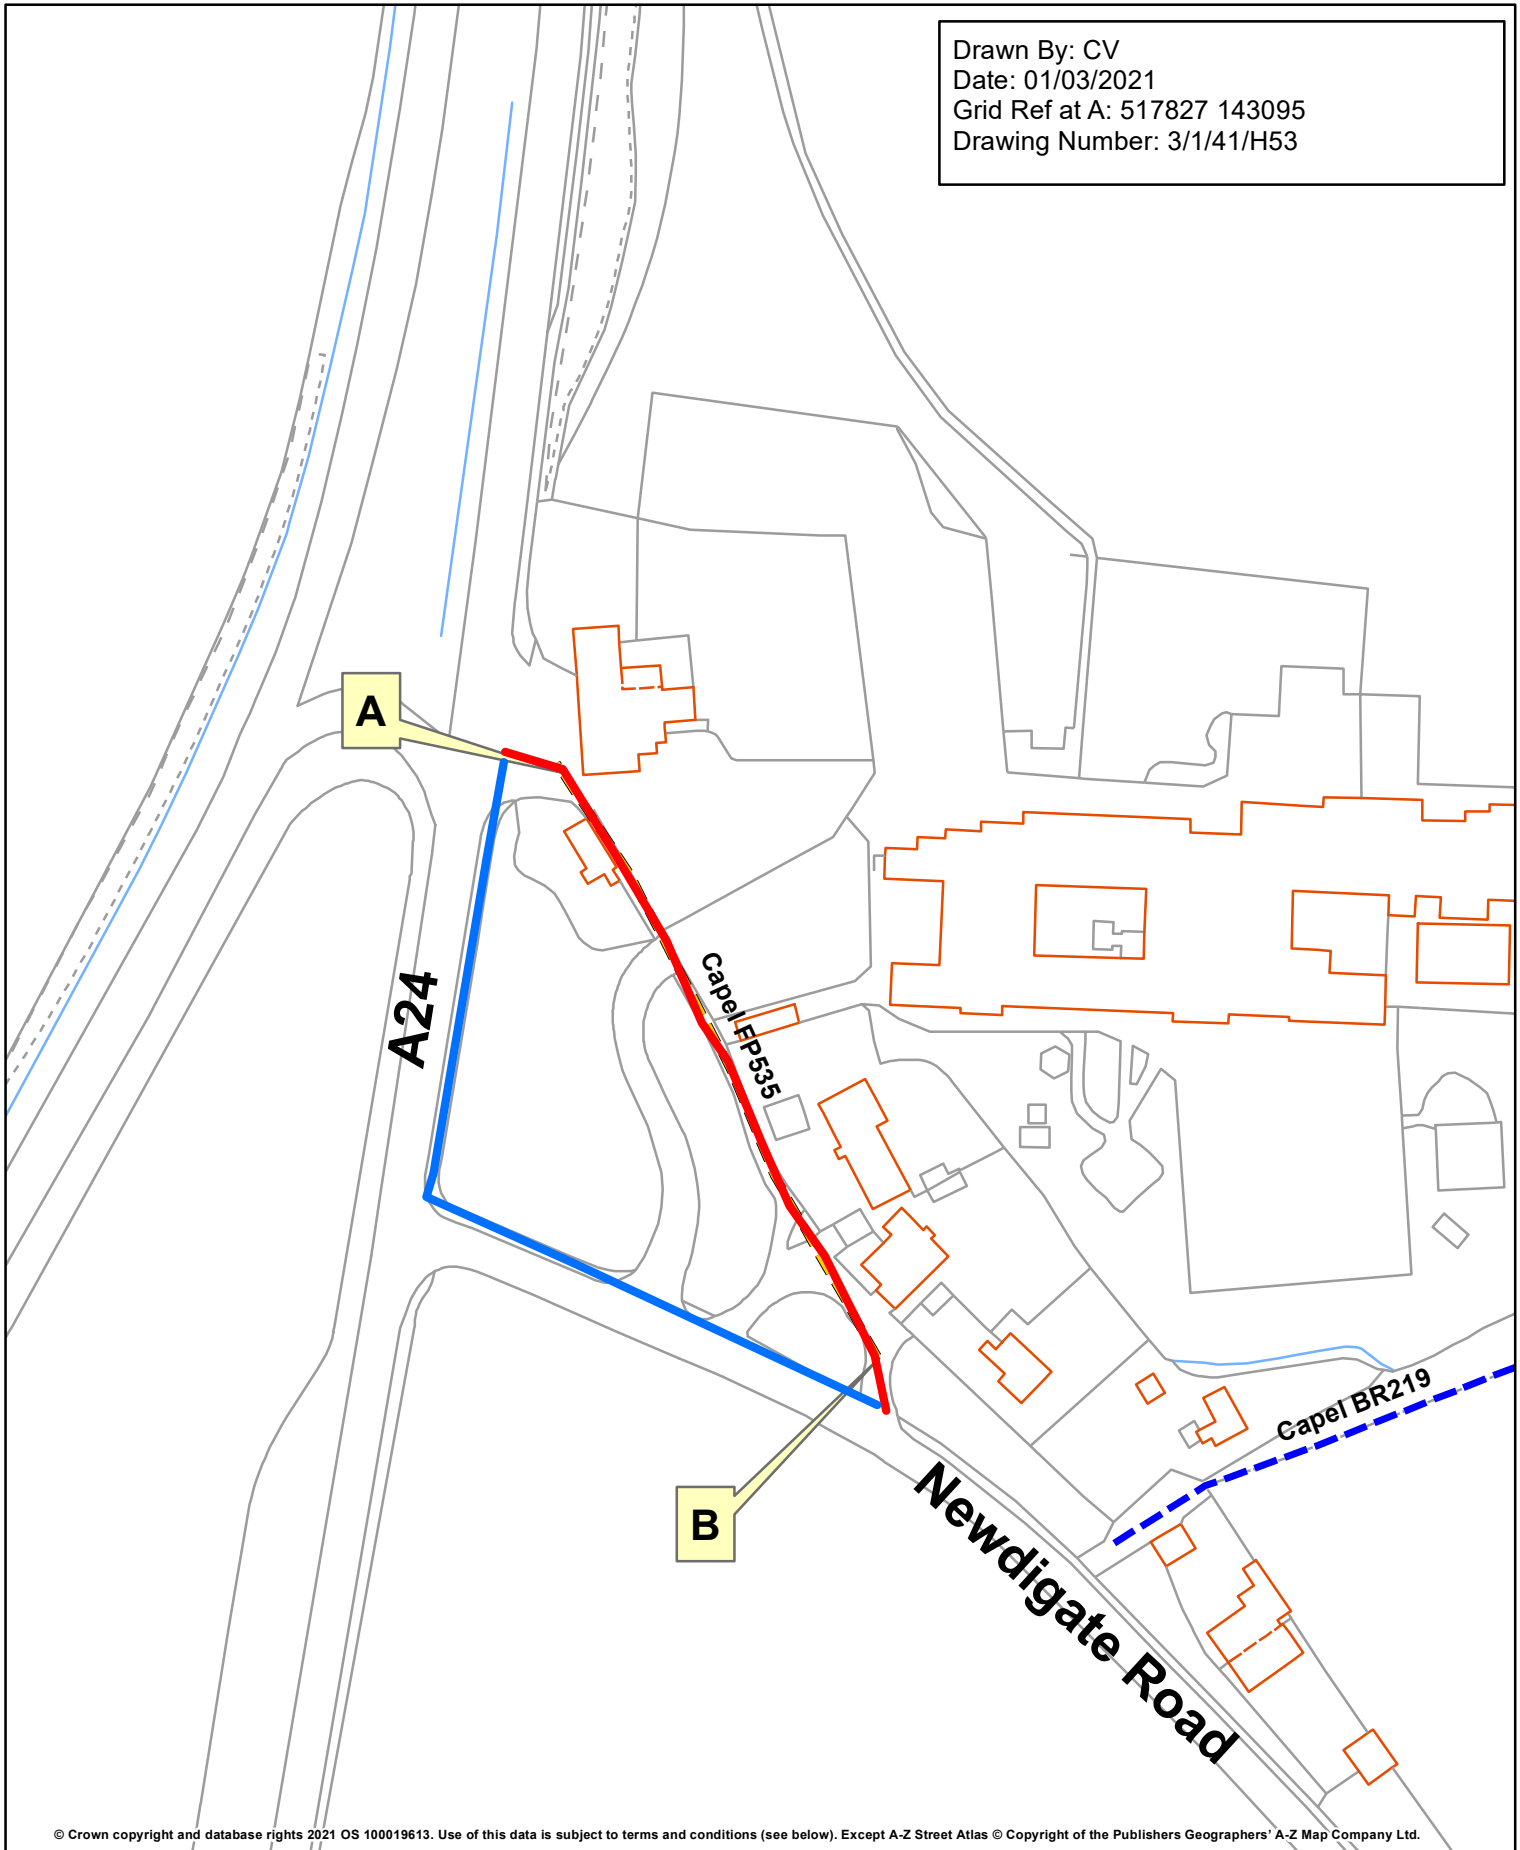 Drawn By: CV
Date: 01/03/2021
Grid Ref at A: 517827 143095
Drawing Number: 3/1/41/H53
A
A24
Capel FP535
Capel BR219
B
Newdigate Road
© Crown copyright and database rights 2021 OS 100019613. Use of this data is subject to terms and conditions (see below). Except A-Z Street Atlas © Copyright of the Publishers Geographers' A-Z Map Company Ltd.